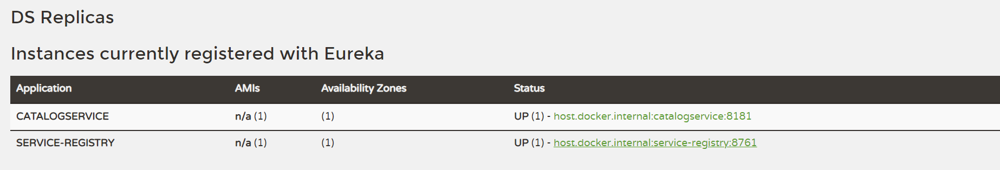 DS Replicas
Instances currently registered with Eureka
Application AMIs Availability Zones Status
CATALOGSERVICE n/a (1) (1) UP (1) - host.docker.internal:catalogservice:8181
SERVICE-REGISTRY n/a (1) (1) UP (1) - host.docker.internal:service-registry:8761